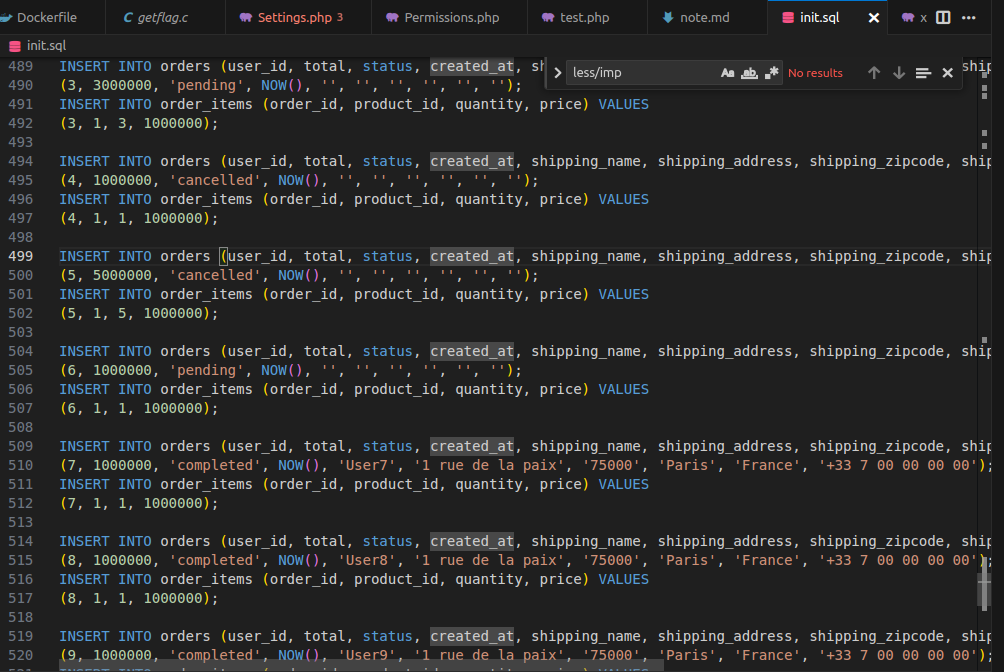 Dockerfile getflag.c Settings.php 3 Permissions.php test.php note.md init.sql x
init.sql
less/imp Aa ab No results
489 INSERT INTO orders (user_id, total, status, created_at, sh
490 (3, 3000000, 'pending', NOW(), '', '', '', '', '', '');
491 INSERT INTO order_items (order_id, product_id, quantity, price) VALUES
492 (3, 1, 3, 1000000);
493
494 INSERT INTO orders (user_id, total, status, created_at, shipping_name, shipping_address, shipping_zipcode, ship
495 (4, 1000000, 'cancelled', NOW(), '', '', '', '', '', '');
496 INSERT INTO order_items (order_id, product_id, quantity, price) VALUES
497 (4, 1, 1, 1000000);
498
499 INSERT INTO orders (user_id, total, status, created_at, shipping_name, shipping_address, shipping_zipcode, ship
500 (5, 5000000, 'cancelled', NOW(), '', '', '', '', '', '');
501 INSERT INTO order_items (order_id, product_id, quantity, price) VALUES
502 (5, 1, 5, 1000000);
503
504 INSERT INTO orders (user_id, total, status, created_at, shipping_name, shipping_address, shipping_zipcode, ship
505 (6, 1000000, 'pending', NOW(), '', '', '', '', '', '');
506 INSERT INTO order_items (order_id, product_id, quantity, price) VALUES
507 (6, 1, 1, 1000000);
508
509 INSERT INTO orders (user_id, total, status, created_at, shipping_name, shipping_address, shipping_zipcode, ship
510 (7, 1000000, 'completed', NOW(), 'User7', '1 rue de la paix', '75000', 'Paris', 'France', '+33 7 00 00 00 00');
511 INSERT INTO order_items (order_id, product_id, quantity, price) VALUES
512 (7, 1, 1, 1000000);
513
514 INSERT INTO orders (user_id, total, status, created_at, shipping_name, shipping_address, shipping_zipcode, ship
515 (8, 1000000, 'completed', NOW(), 'User8', '1 rue de la paix', '75000', 'Paris', 'France', '+33 7 00 00 00 00');
516 INSERT INTO order_items (order_id, product_id, quantity, price) VALUES
517 (8, 1, 1, 1000000);
518
519 INSERT INTO orders (user_id, total, status, created_at, shipping_name, shipping_address, shipping_zipcode, ship
520 (9, 1000000, 'completed', NOW(), 'User9', '1 rue de la paix', '75000', 'Paris', 'France', '+33 7 00 00 00 00');